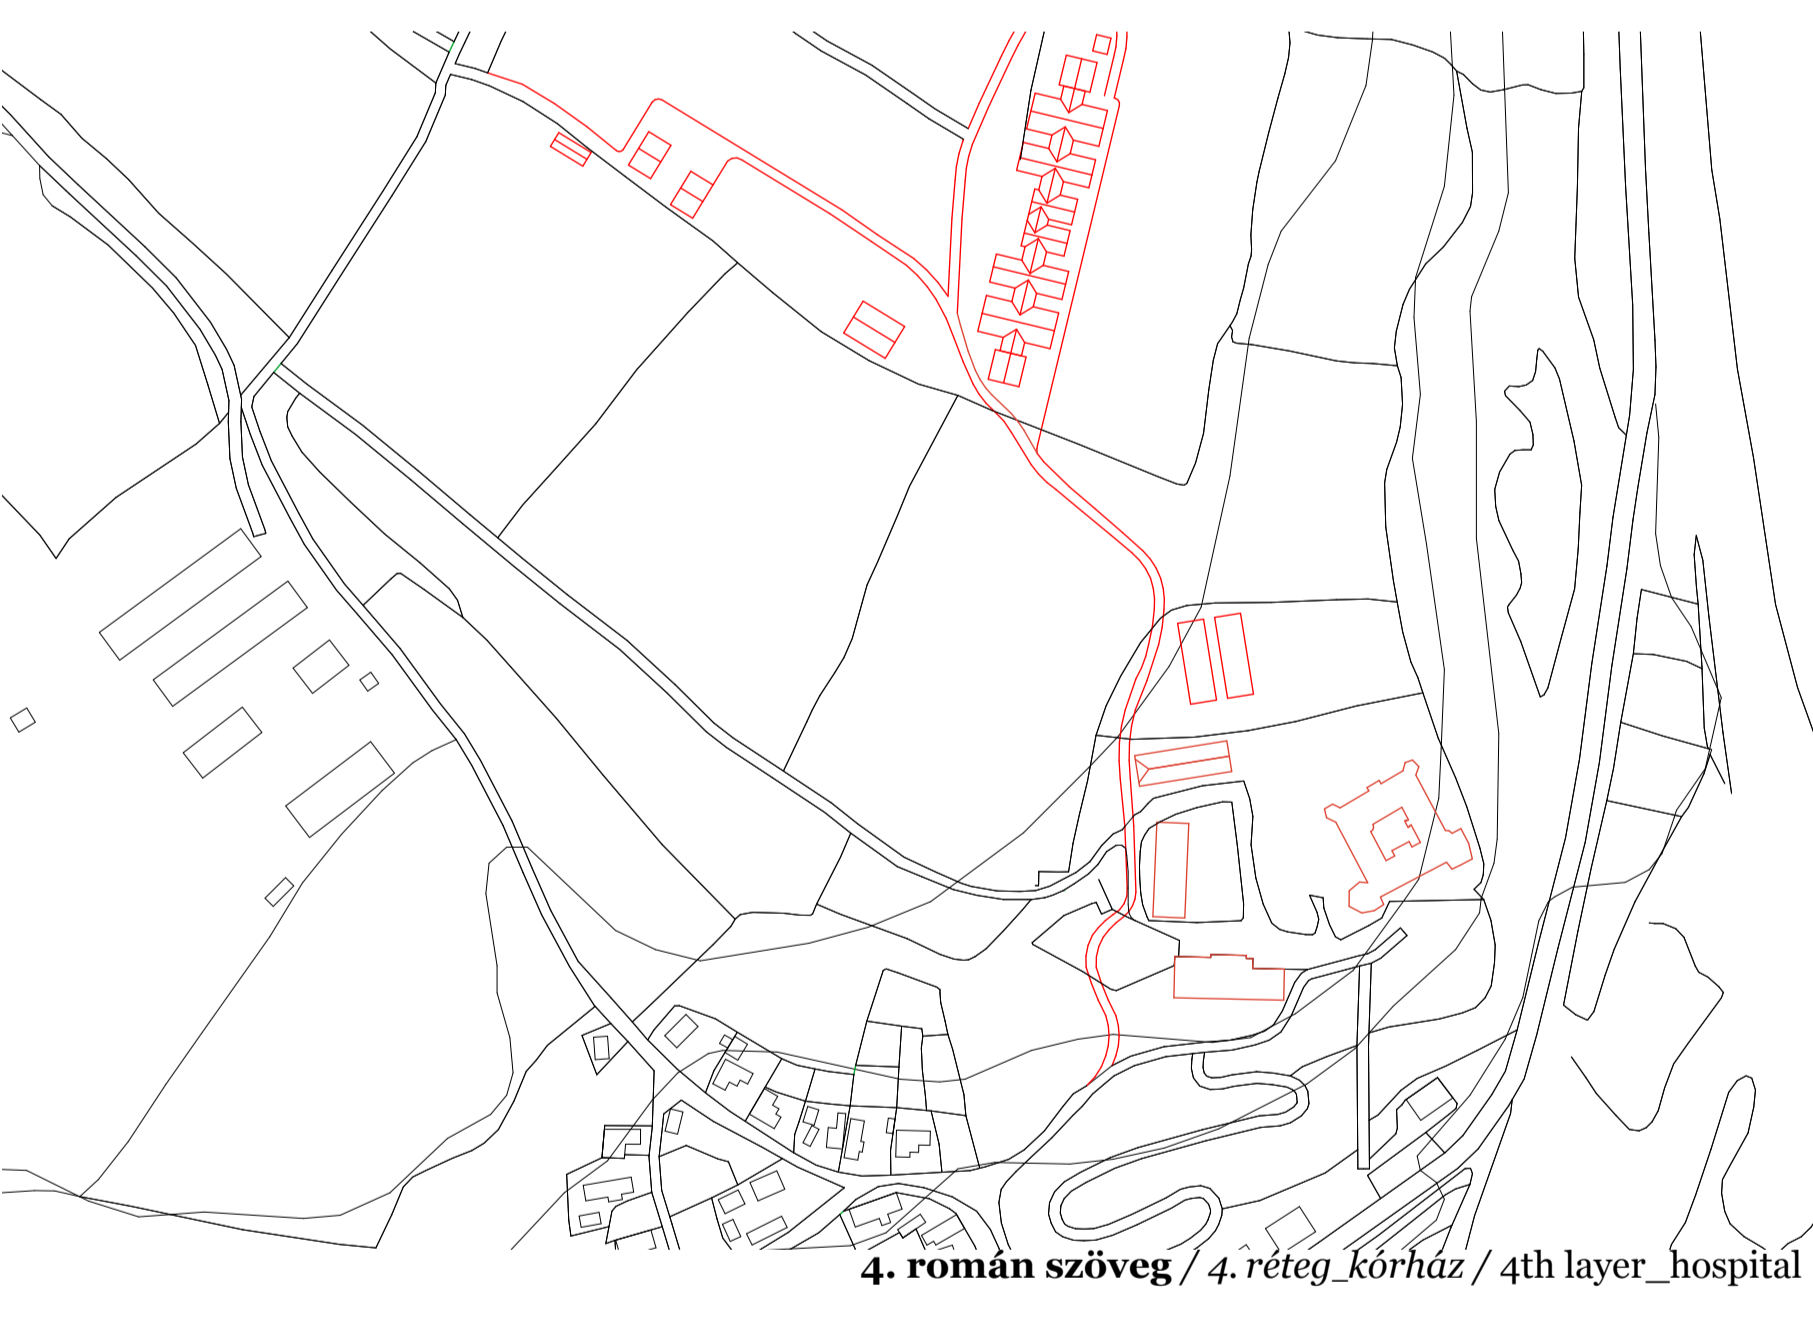 4. román szöveg / 4. réteg_kórház / 4th layer_hospital